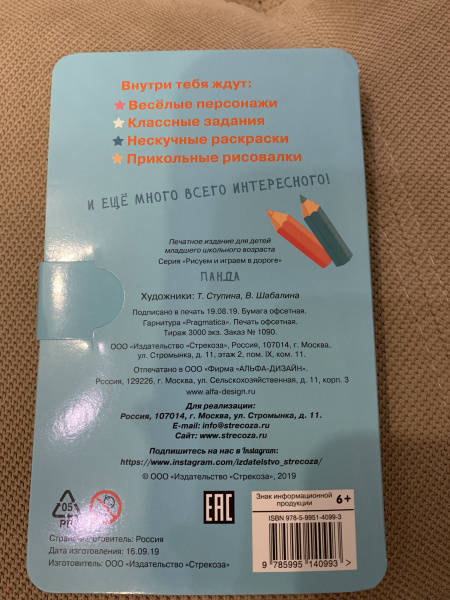 Внутри тебя ждут:
Весёлые персонажи
Классные задания
Нескучные раскраски
Прикольные рисовалки
И ЕЩЁ МНОГО ВСЕГО ИНТЕРЕСНОГО!
Печатное издание для детей
младшего школьного возраста
Серия «Рисуем и играем в дороге»
ПАНДА
Художники: Т. Ступина, В. Шабалина
Подписано в печать 19.08.19. Бумага офсетная.
Гарнитура «Pragmatica». Печать офсетная.
Тираж 3000 экз. Заказ № 1090.
ООО «Издательство «Стрекоза», Россия, 107014, г. Москва,
ул. Стромынка, д. 11, этаж 2, пом. IX, ком. 11.
Отпечатано в ООО «Фирма «АЛЬФА-ДИЗАЙН».
Россия, 129226, г. Москва, ул. Сельскохозяйственная, д. 11, корп. 3
www.alfa-design.ru
Для реализации:
Россия, 107014, г. Москва, ул. Стромынка, д. 11.
E-mail: info@strecoza.ru
Сайт: www.strecoza.ru
Подпишитесь на нас в Instagram:
https://www.instagram.com/izdatelstvo_strecoza/
© ООО «Издательство «Стрекоза», 2019
05
EAC
Знак информационной
продукции
6+
ISBN 978-5-9951-4099-3
9 785995 140993 >
Страна-изготовитель: Россия
Дата изготовления: 16.09.19
Изготовитель: ООО «Издательство «Стрекоза»